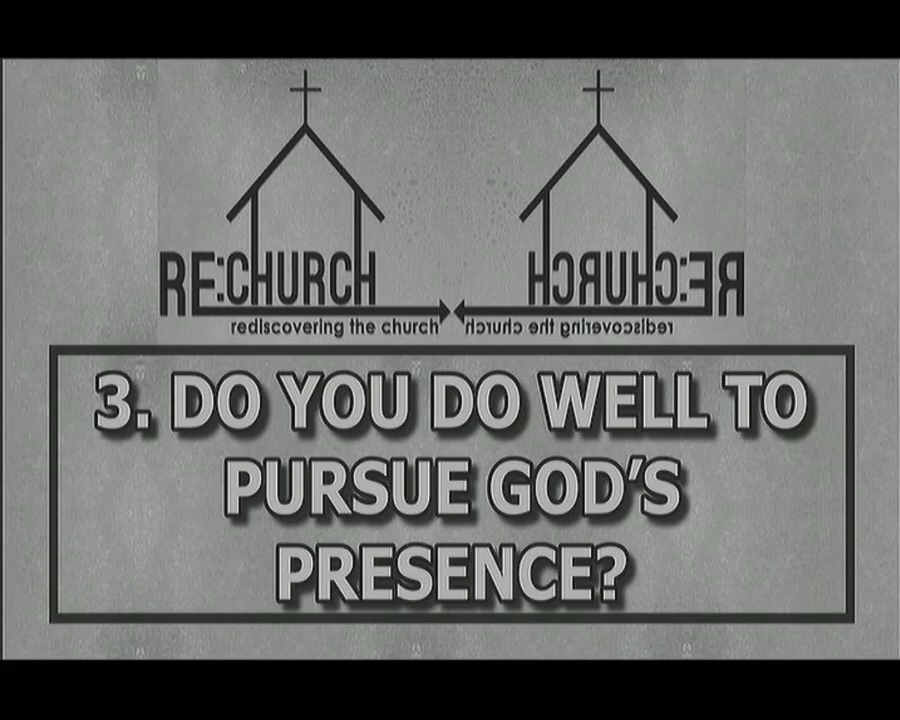 RE:CHURCH RE:CHURCH
rediscovering the church rediscovering the church
3. DO YOU DO WELL TO
PURSUE GOD'S
PRESENCE?